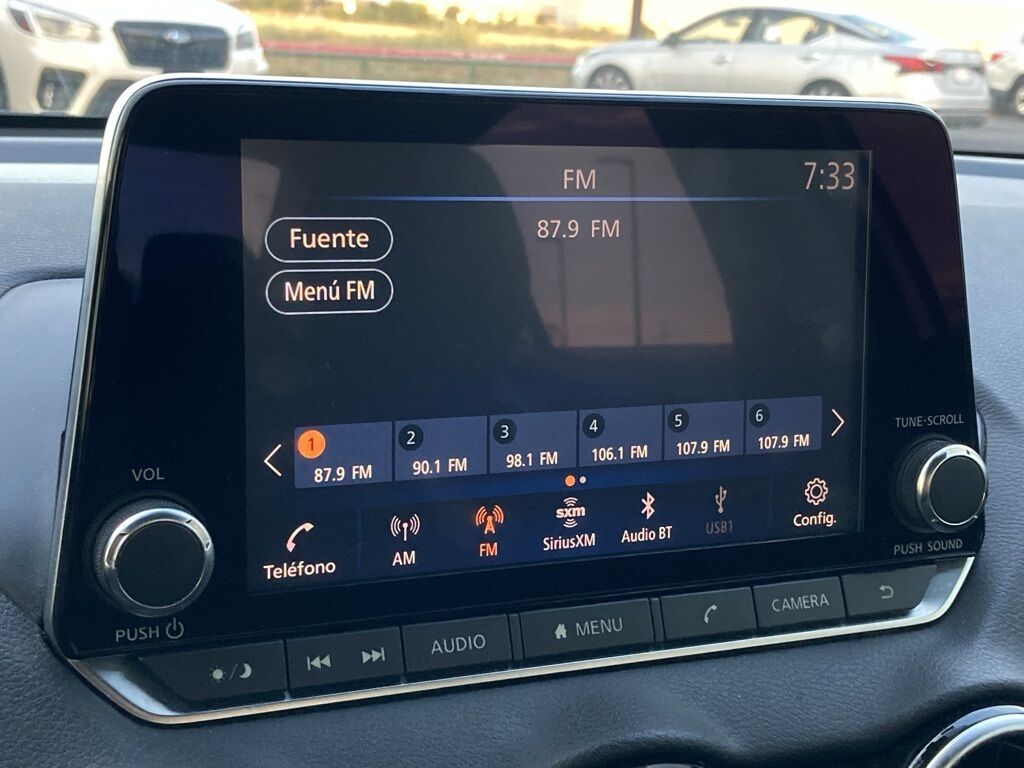 FM
7:33
87.9 FM
Fuente
Menú FM
1
87.9 FM
2
90.1 FM
3
98.1 FM
4
106.1 FM
5
107.9 FM
6
107.9 FM
Teléfono
AM
FM
sxm
SiriusXM
Audio BT
USB1
Config.
VOL
PUSH
TUNE·SCROLL
PUSH SOUND
AUDIO
MENU
CAMERA